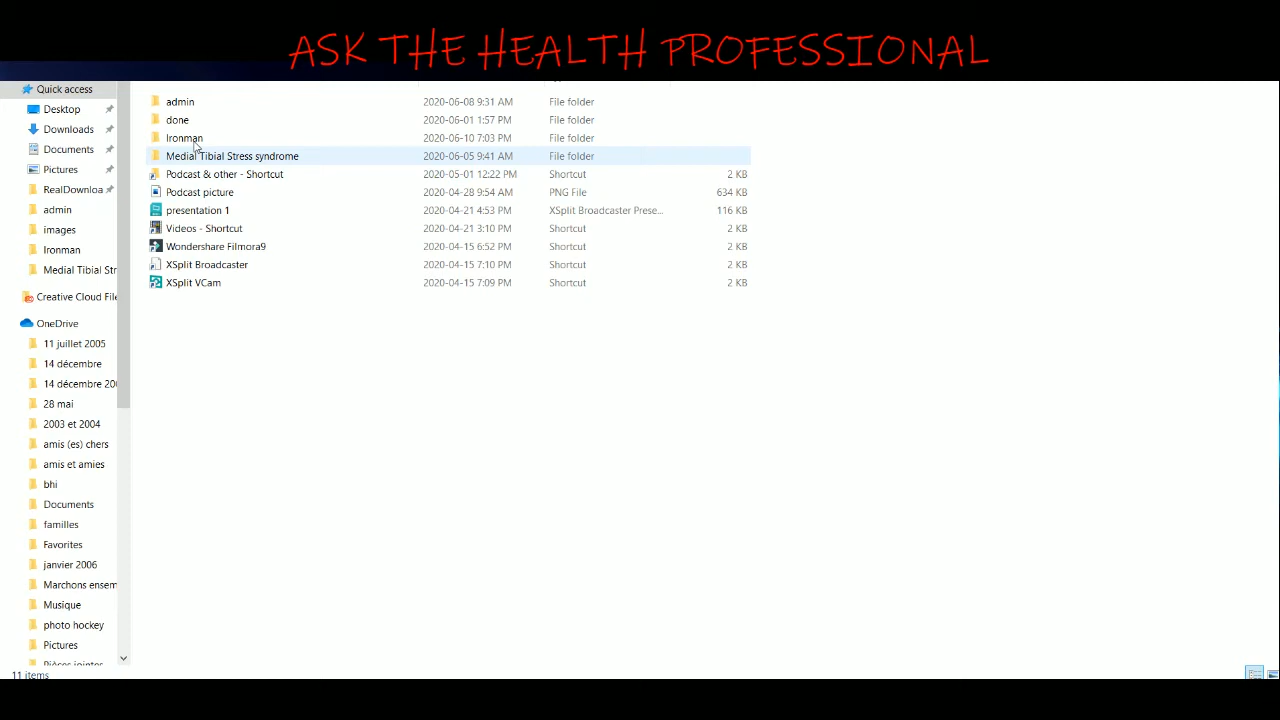 ASK THE HEALTH PROFESSIONAL
Quick access
Desktop
Downloads
Documents
Pictures
RealDownloa
admin
images
Ironman
Medial Tibial Str
Creative Cloud File
OneDrive
11 juillet 2005
14 décembre
14 décembre 200
28 mai
2003 et 2004
amis (es) chers
amis et amies
bhi
Documents
familles
Favorites
janvier 2006
Marchons ensem
Musique
photo hockey
Pictures
Pièces jointes
admin 2020-06-08 9:31 AM File folder
done 2020-06-01 1:57 PM File folder
Ironman 2020-06-10 7:03 PM File folder
Medial Tibial Stress syndrome 2020-06-05 9:41 AM File folder
Podcast & other - Shortcut 2020-05-01 12:22 PM Shortcut 2 KB
Podcast picture 2020-04-28 9:54 AM PNG File 634 KB
presentation 1 2020-04-21 4:53 PM XSplit Broadcaster Prese... 116 KB
Videos - Shortcut 2020-04-21 3:10 PM Shortcut 2 KB
Wondershare Filmora9 2020-04-15 6:52 PM Shortcut 2 KB
XSplit Broadcaster 2020-04-15 7:10 PM Shortcut 2 KB
XSplit VCam 2020-04-15 7:09 PM Shortcut 2 KB
11 items